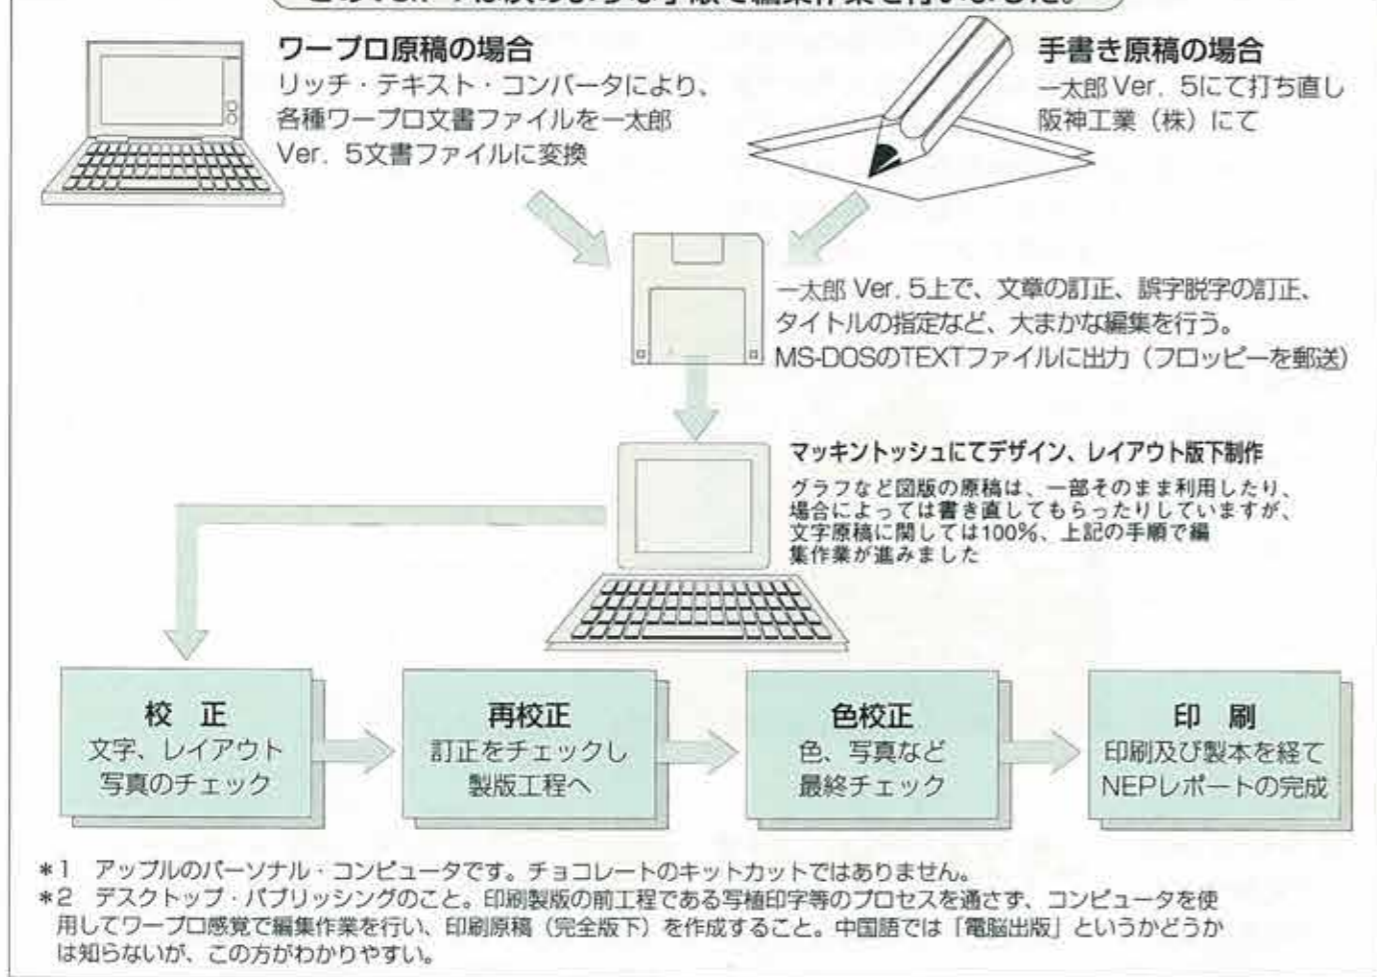 ワープロ原稿の場合
リッチ・テキスト・コンバータにより、
各種ワープロ文書ファイルを一太郎
Ver. 5文書ファイルに変換
手書き原稿の場合
一太郎 Ver. 5にて打ち直し
阪神工業（株）にて
一太郎 Ver. 5上で、文章の訂正、誤字脱字の訂正、
タイトルの指定など、大まかな編集を行う。
MS-DOSのTEXTファイルに出力（フロッピーを郵送）
マッキントッシュにてデザイン、レイアウト版下制作
グラフなど図版の原稿は、一部そのまま利用したり、
場合によっては書き直してもらったりしていますが、
文字原稿に関しては100%、上記の手順で編
集作業が進みました
校　正
文字、レイアウト
写真のチェック
再校正
訂正をチェックし
製版工程へ
色校正
色、写真など
最終チェック
印　刷
印刷及び製本を経て
NEPレポートの完成
*1　アップルのパーソナル・コンピュータです。チョコレートのキットカットではありません。
*2　デスクトップ・パブリッシングのこと。印刷製版の前工程である写植印字等のプロセスを通さず、コンピュータを使
用してワープロ感覚で編集作業を行い、印刷原稿（完全版下）を作成すること。中国語では「電脳出版」というかどうか
は知らないが、この方がわかりやすい。